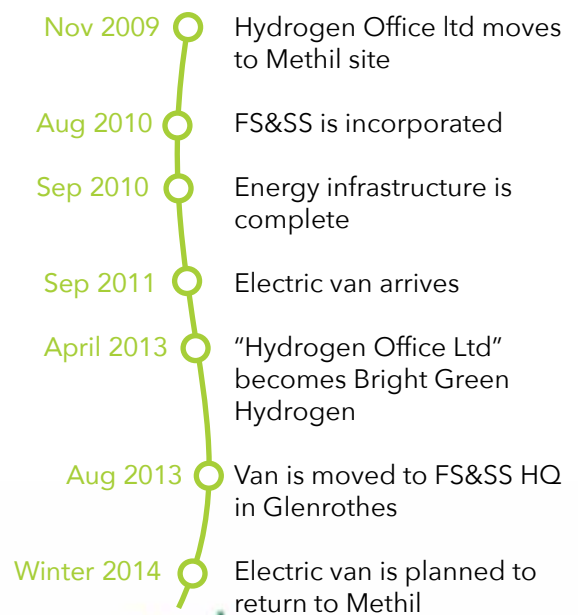 Nov 2009
Hydrogen Office ltd moves
to Methil site
Aug 2010
FS&SS is incorporated
Sep 2010
Energy infrastructure is
complete
Sep 2011
Electric van arrives
April 2013
“Hydrogen Office Ltd”
becomes Bright Green
Hydrogen
Aug 2013
Van is moved to FS&SS HQ
in Glenrothes
Winter 2014
Electric van is planned to
return to Methil